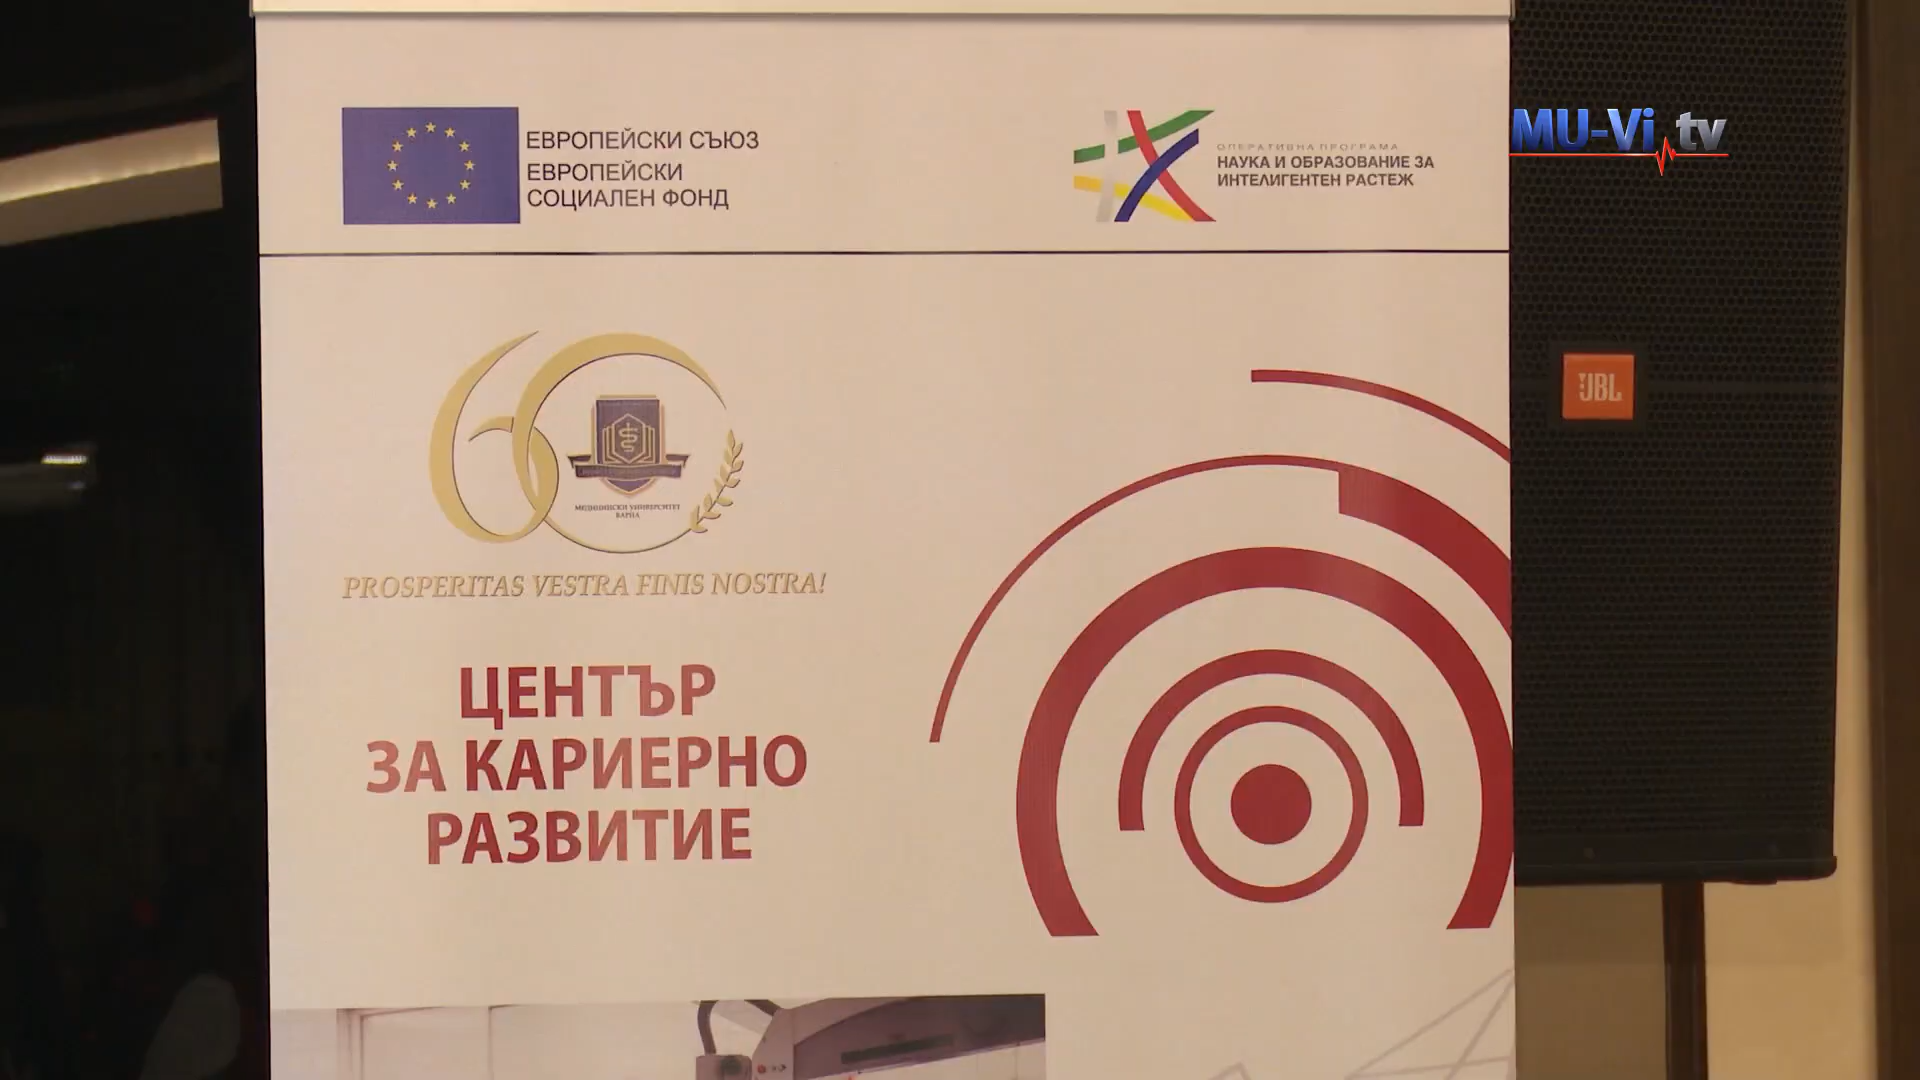 ЕВРОПЕЙСКИ СЪЮЗ
ЕВРОПЕЙСКИ
СОЦИАЛЕН ФОНД
ОПЕРАТИВНА ПРОГРАМА
НАУКА И ОБРАЗОВАНИЕ ЗА
ИНТЕЛИГЕНТЕН РАСТЕЖ
MU-Vi tv
JBL
60
МЕДИЦИНСКИ УНИВЕРСИТЕТ
ВАРНА
PROSPERITAS VESTRA FINIS NOSTRA!
ЦЕНТЪР
ЗА КАРИЕРНО
РАЗВИТИЕ